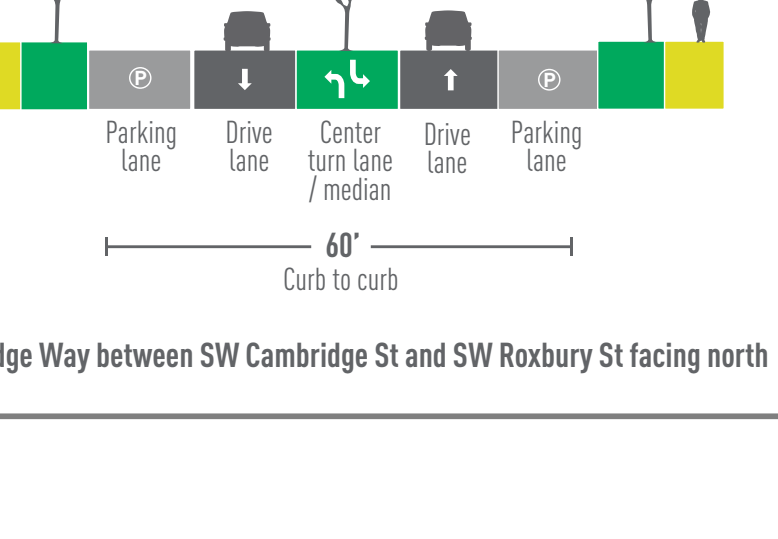 P P
Parking lane
Drive lane
Center turn lane / median
Drive lane
Parking lane
60’
Curb to curb
dge Way between SW Cambridge St and SW Roxbury St facing north